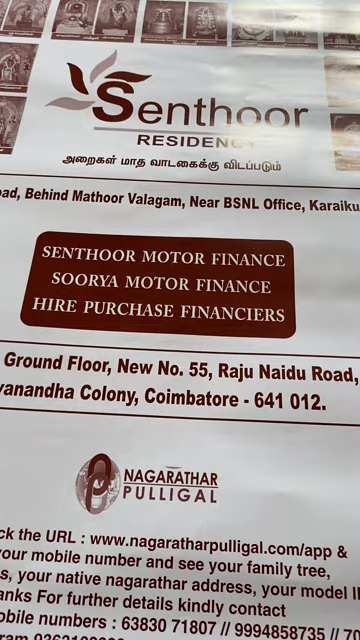 Senthoor
RESIDENCY
அறைகள் மாத வாடகைக்கு விடப்படும்
Behind Mathoor Valagam, Near BSNL Office,
SENTHOOR MOTOR FINANCE
SOORYA MOTOR FINANCE
HIRE PURCHASE FINANCIERS
Ground Floor, New No. 55, Raju Naidu Road,
Colony, Coimbatore - 641 012.
NAGARATHAR
PULLIGAL
the URL : www.nagaratharpulligal.com/app &
your mobile number and see your family tree,
your native nagarathar address, your model
For further details kindly contact
numbers : 63830 71807 // 9994858735 //